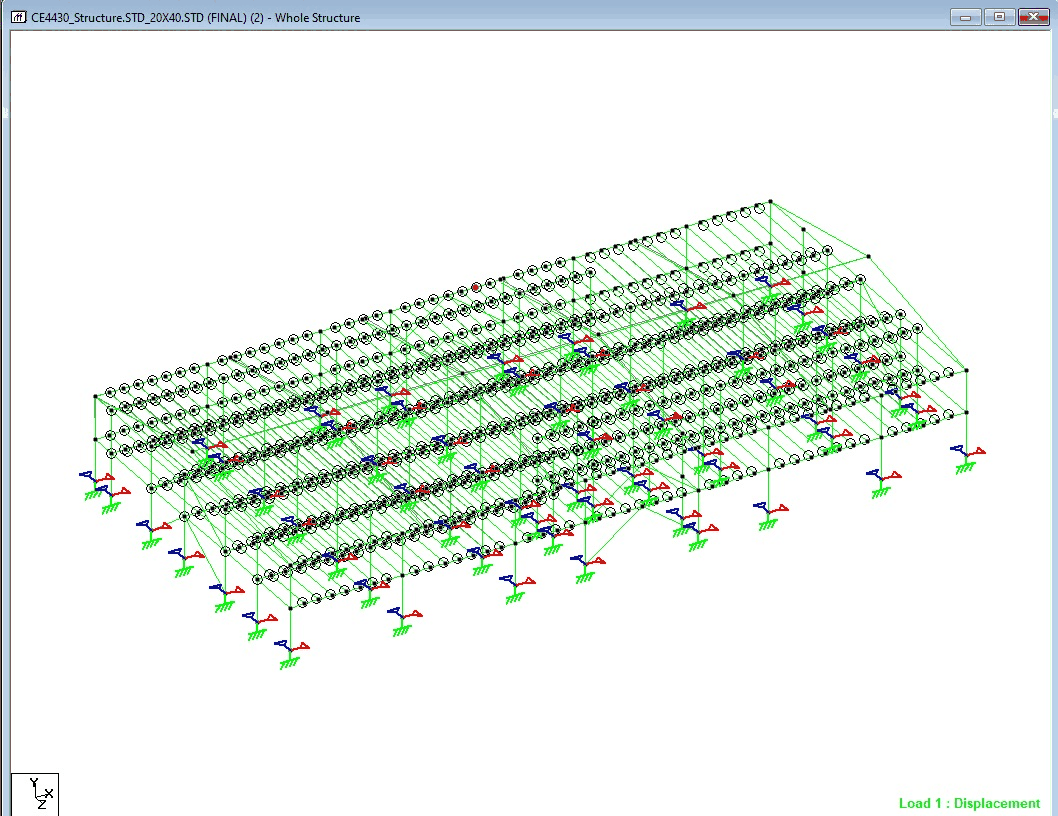 CE4430_Structure.STD_20X40.STD (FINAL) (2) - Whole Structure
Y
X
Z
Load 1 : Displacement